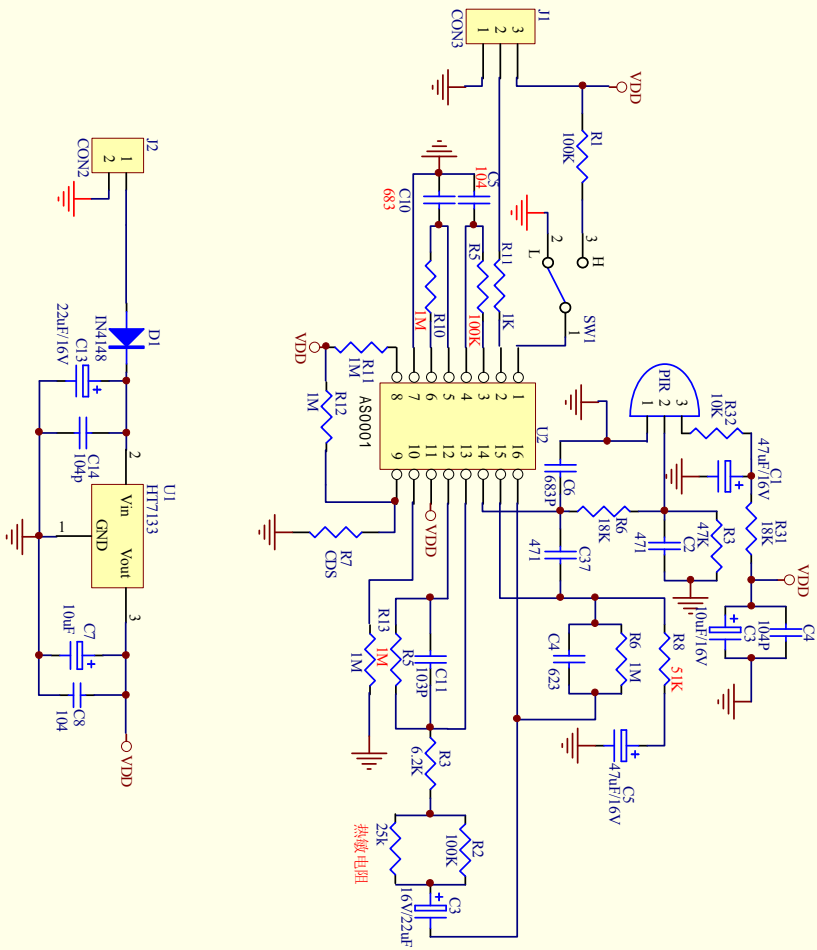 J1
CON3
1
2
3
VDD
R1
100K
3
H
2
L
SW1
1
J2
CON2
1
2
C5
104
C10
683
R11
1K
R5
100K
R10
1M
VDD
R11
1M
R12
1M
AS0001
U2
8
7
6
5
4
3
2
1
9
10
11
12
13
14
15
16
PIR
1
2
3
R32
10K
C1
47uF/16V
R31
18K
VDD
C6
683P
R6
18K
C2
471
R3
47K
C37
471
C3
10uF/16V
C4
104P
R7
CDS
VDD
R13
1M
R5
1M
C11
103P
C4
623
R6
1M
R8
51K
C5
47uF/16V
R3
6.2K
R2
100K
25k
热敏电阻
C3
16V/22uF
D1
IN4148
C13
22uF/16V
C14
104p
2
U1
HT7133
Vin
GND
Vout
1
3
C7
10uF
C8
104
VDD